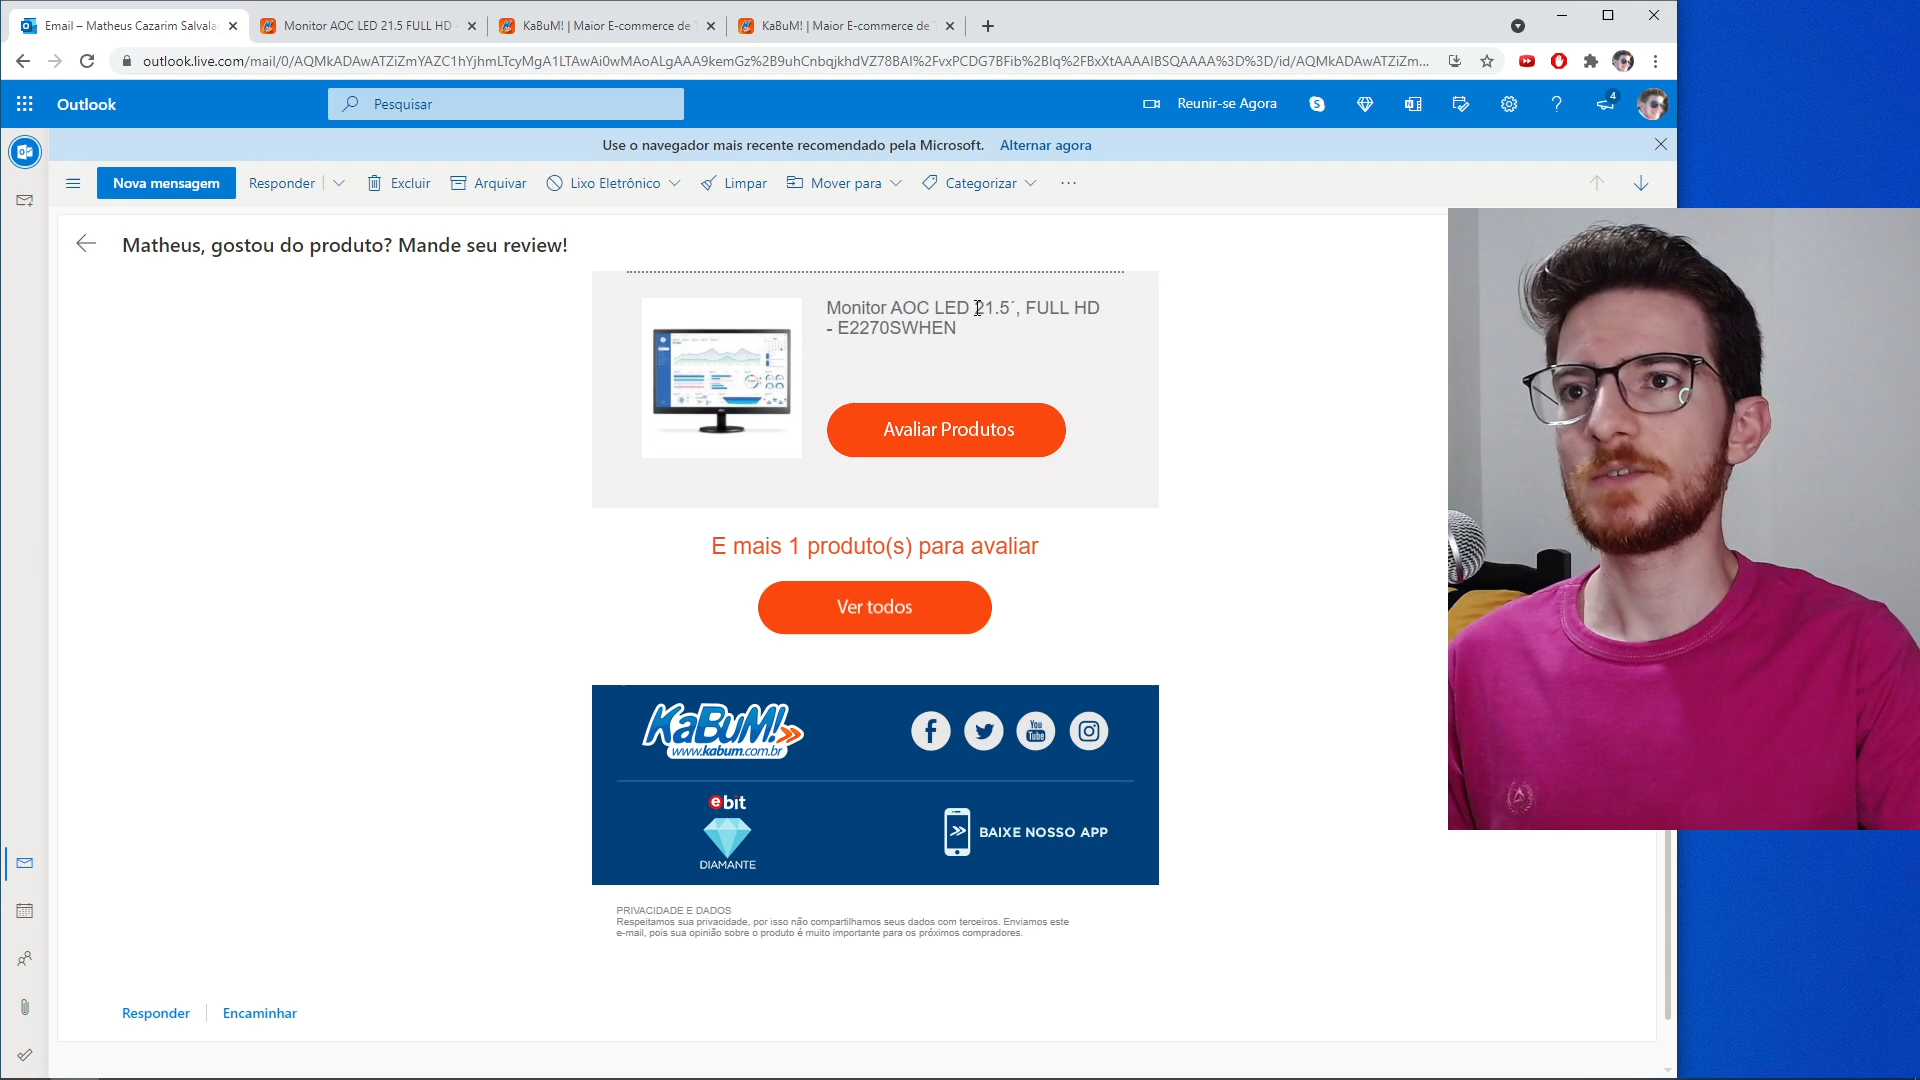 Email – Matheus Cazarim Salvala
Monitor AOC LED 21.5 FULL HD
KaBuM! | Maior E-commerce de T
KaBuM! | Maior E-commerce de T
outlook.live.com/mail/0/AQMkADAwATZiZmYAZC1hYjhmLTcyMgA1LTAwAi0wMAoALgAAA9kemGz%2B9uhCnbqjkhdVZ78BAI%2FvxPCDG7BFib%2BIq%2FBxXtAAAAIBSQAAAA%3D%3D/id/AQMkADAwATZiZm...
Outlook
Pesquisar
Reunir-se Agora
4
Use o navegador mais recente recomendado pela Microsoft. Alternar agora
Nova mensagem
Responder
Excluir
Arquivar
Lixo Eletrônico
Limpar
Mover para
Categorizar
Matheus, gostou do produto? Mande seu review!
Monitor AOC LED 21.5´, FULL HD
- E2270SWHEN
Avaliar Produtos
E mais 1 produto(s) para avaliar
Ver todos
KaBuM!
www.kabum.com.br
You
Tube
ebit
DIAMANTE
BAIXE NOSSO APP
PRIVACIDADE E DADOS
Respeitamos sua privacidade, por isso não compartilhamos seus dados com terceiros. Enviamos este
e-mail, pois sua opinião sobre o produto é muito importante para os próximos compradores.
Responder
Encaminhar